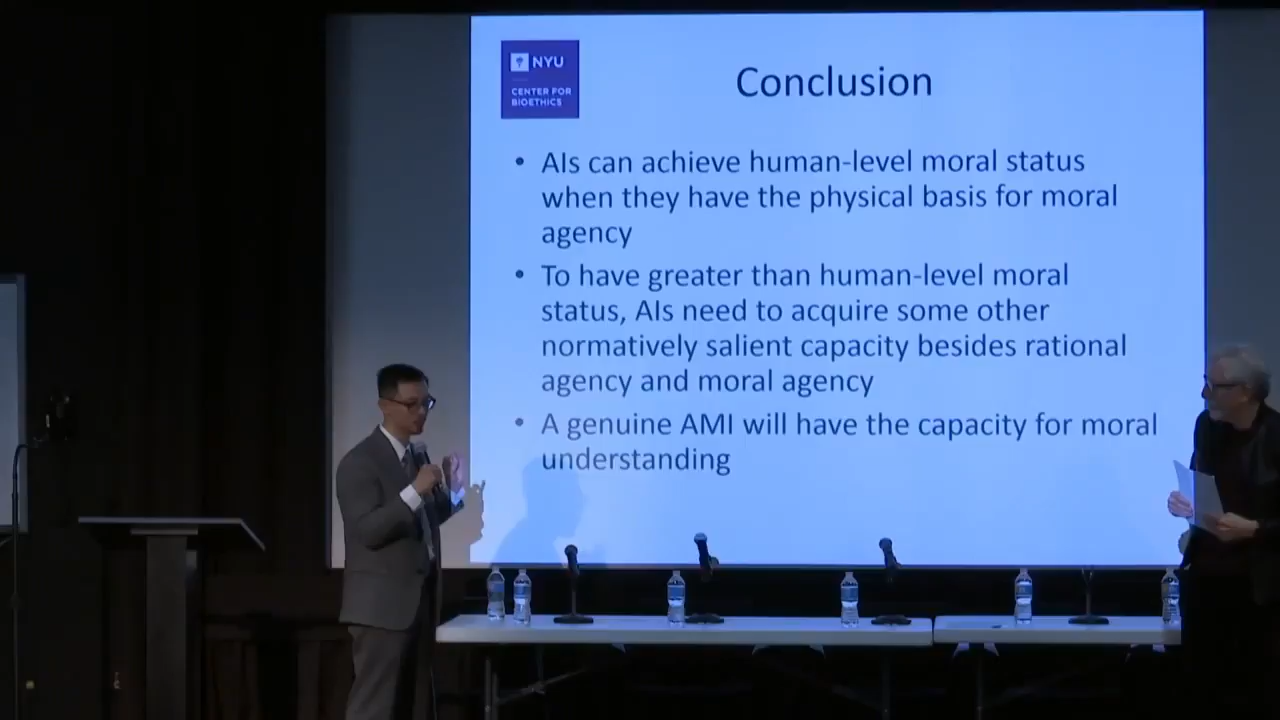 NYU
CENTER FOR
BIOETHICS
Conclusion
• AIs can achieve human-level moral status
when they have the physical basis for moral
agency
• To have greater than human-level moral
status, AIs need to acquire some other
normatively salient capacity besides rational
agency and moral agency
• A genuine AMI will have the capacity for moral
understanding